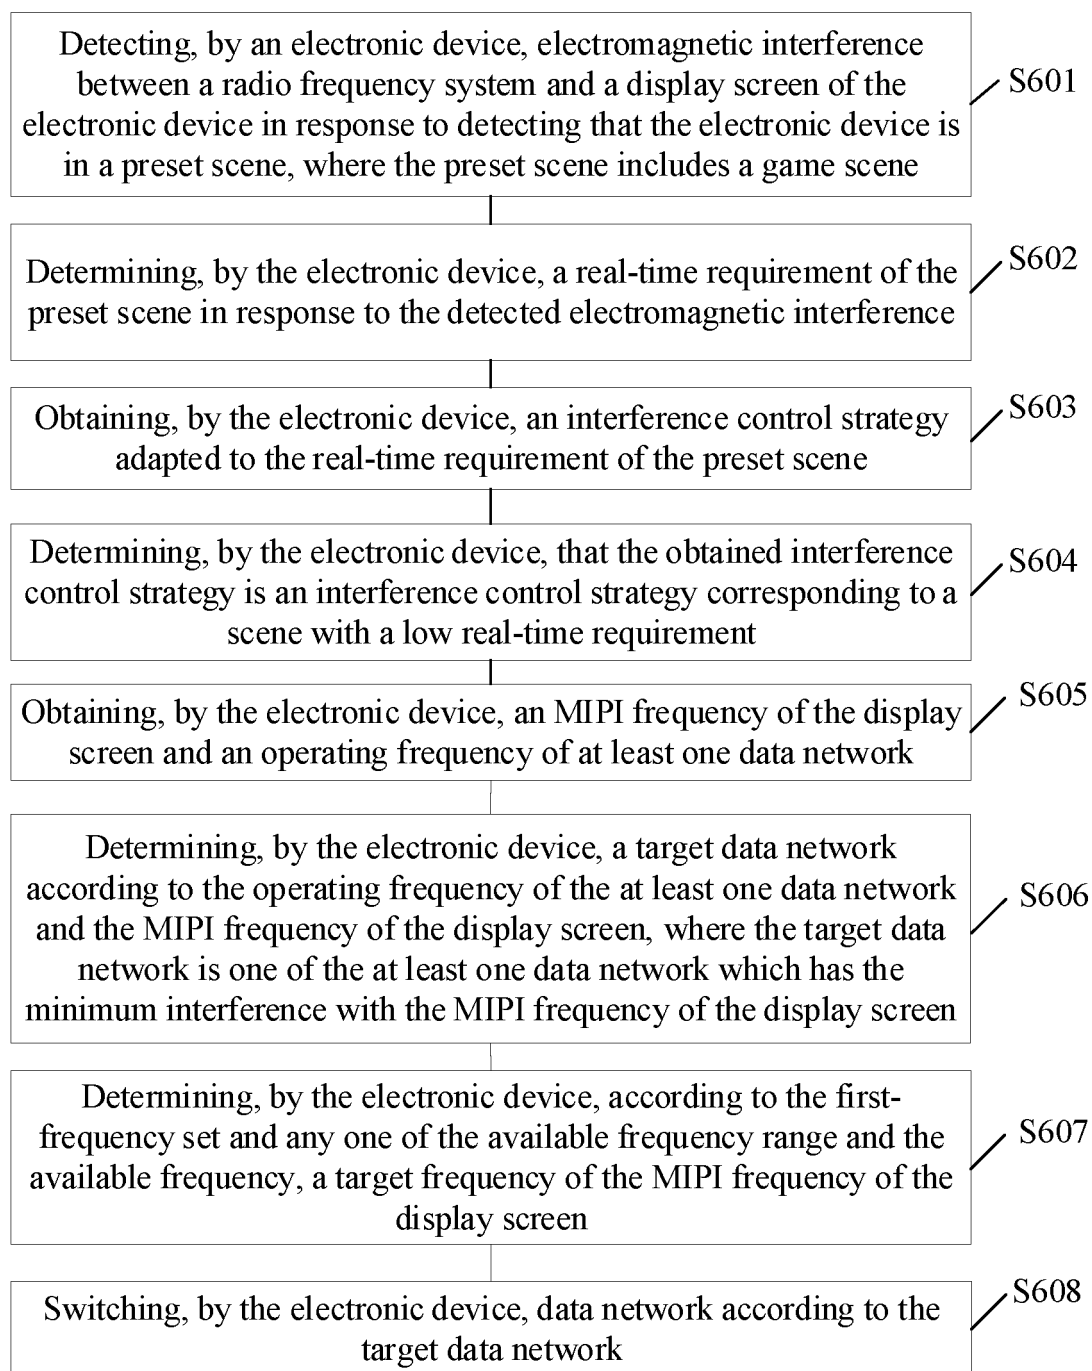 Detecting, by an electronic device, electromagnetic interference
between a radio frequency system and a display screen of the
electronic device in response to detecting that the electronic device is
in a preset scene, where the preset scene includes a game scene
S601
Determining, by the electronic device, a real-time requirement of the
preset scene in response to the detected electromagnetic interference
S602
Obtaining, by the electronic device, an interference control strategy
adapted to the real-time requirement of the preset scene
S603
Determining, by the electronic device, that the obtained interference
control strategy is an interference control strategy corresponding to a
scene with a low real-time requirement
S604
Obtaining, by the electronic device, an MIPI frequency of the display
screen and an operating frequency of at least one data network
S605
Determining, by the electronic device, a target data network
according to the operating frequency of the at least one data network
and the MIPI frequency of the display screen, where the target data
network is one of the at least one data network which has the
minimum interference with the MIPI frequency of the display screen
S606
Determining, by the electronic device, according to the first-
frequency set and any one of the available frequency range and the
available frequency, a target frequency of the MIPI frequency of the
display screen
S607
Switching, by the electronic device, data network according to the
target data network
S608